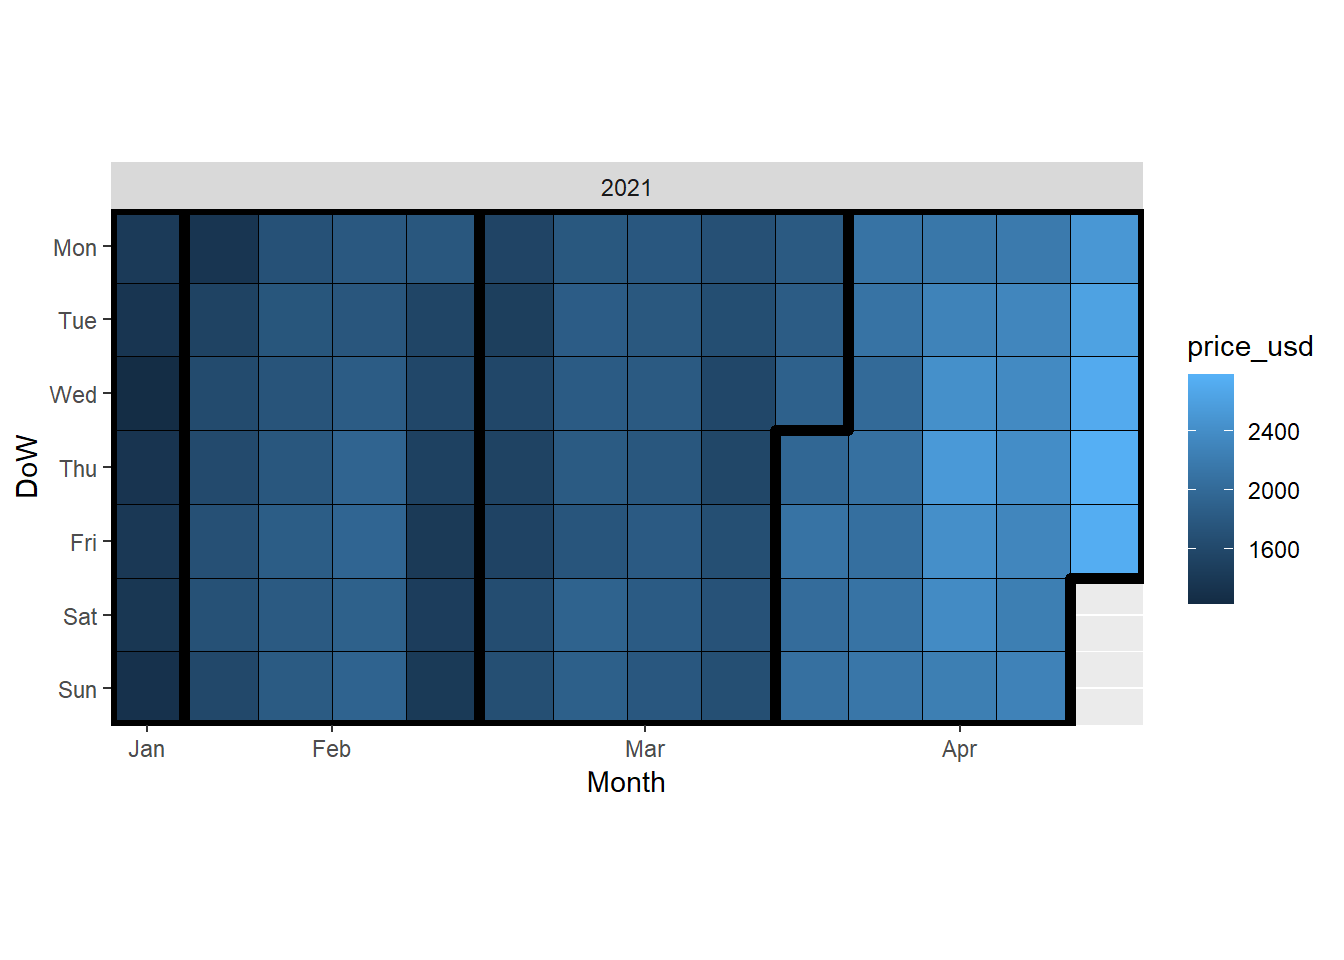 2021
Mon
Tue
Wed
Thu
Fri
Sat
Sun
DoW
Jan Feb Mar Apr
Month
price_usd
2400
2000
1600